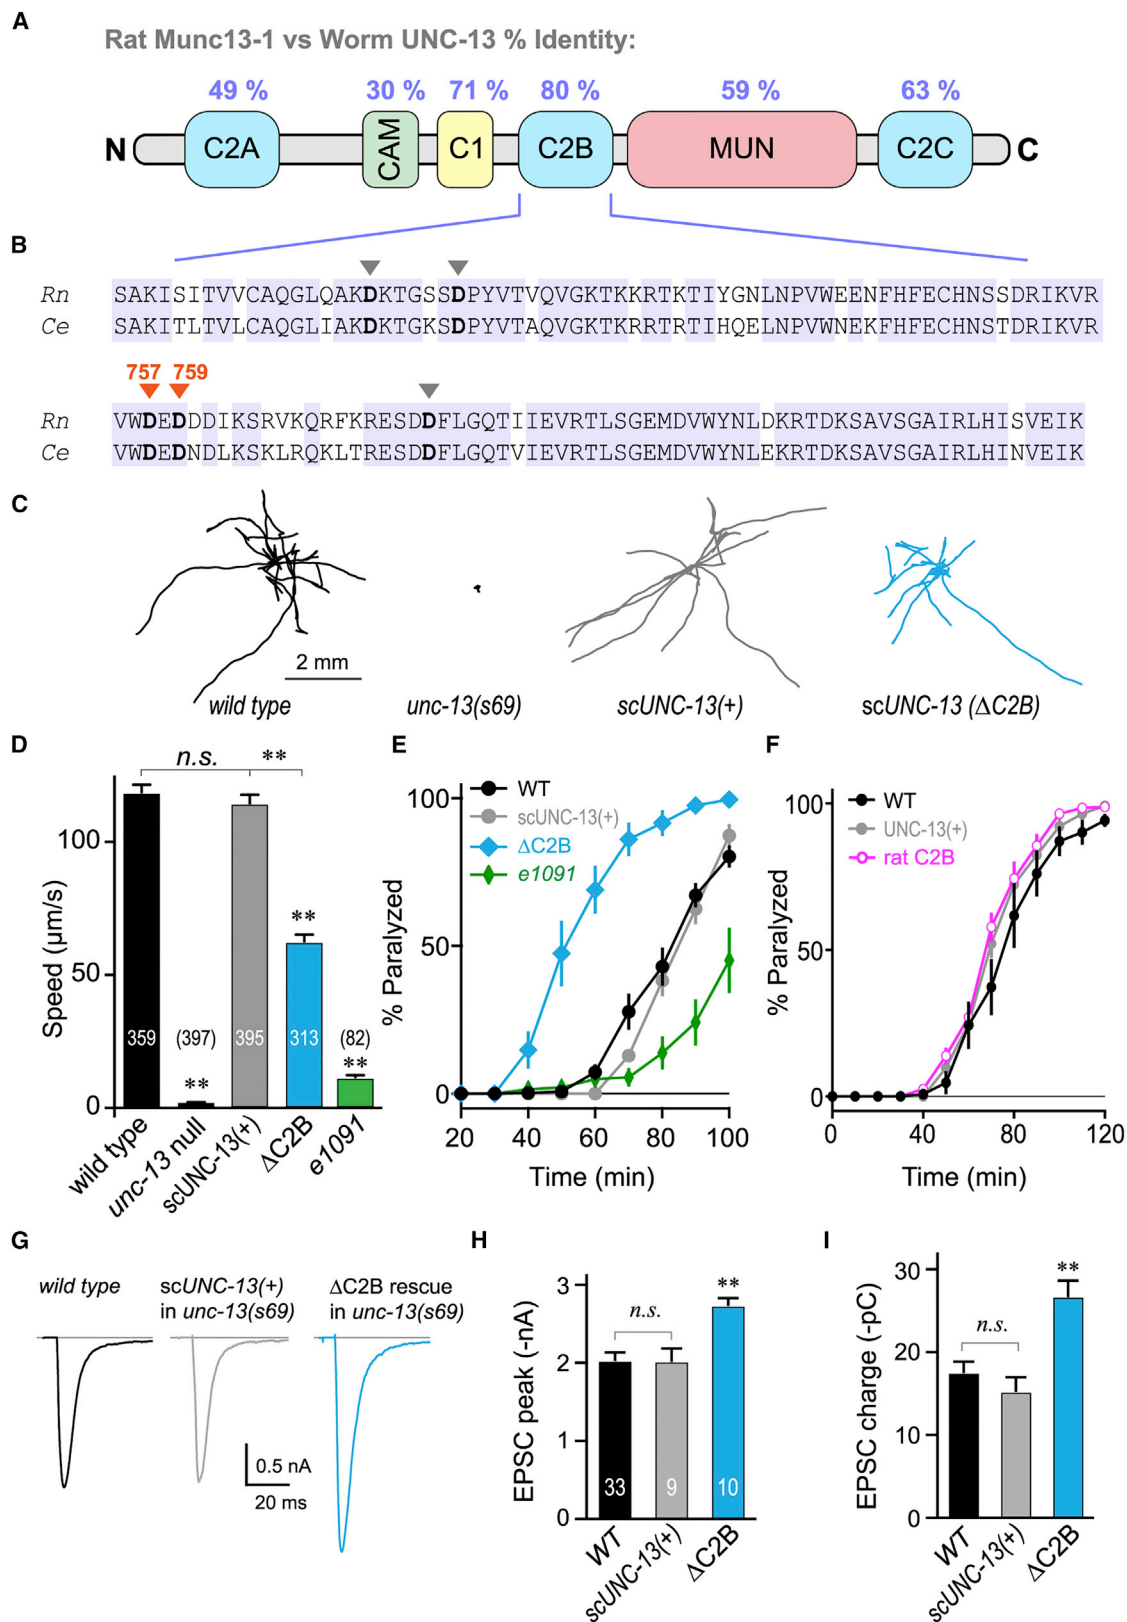 A
Rat Munc13-1 vs Worm UNC-13 % Identity:
49 % 30 % 71 % 80 % 59 % 63 %
N C2A CAM C1 C2B MUN C2C C
B
Rn SAKISITVVCAQGLQAKDKTGSSDPYVTVQVGKTKKRTKTIYGNLNPVWEENFHFECHNSSDRIKVR
Ce SAKITLTVLCAQGLIAKDKTGKSDPYVTAQVGKTKRRTRTIHQELNPVWNEKFHFECHNSTDRIKVR
757 759
Rn VWDEDDDIKSRVKQRFKRESDDFLGQTIIEVRTLSGEMDVWYNLDKRTDKSAVSGAIRLHISVEIK
Ce VWDEDNDLKSKLRQKLTRESDDFLGQTVIEVRTLSGEMDVWYNLEKRTDKSAVSGAIRLHINVEIK
C
2 mm
wild type unc-13(s69) scUNC-13(+) scUNC-13 (ΔC2B)
D
n.s. **
Speed (µm/s)
100
50
0
359 (397) 395 313 (82)
** ** **
wild type unc-13 null scUNC-13(+) ΔC2B e1091
E
WT
scUNC-13(+)
ΔC2B
e1091
% Paralyzed
100
50
0
20 40 60 80 100
Time (min)
F
WT
UNC-13(+)
rat C2B
% Paralyzed
100
50
0
0 40 80 120
Time (min)
G
wild type
scUNC-13(+)
in unc-13(s69)
ΔC2B rescue
in unc-13(s69)
0.5 nA
20 ms
H
EPSC peak (-nA)
3
2
1
0
n.s. **
33 9 10
WT scUNC-13(+) ΔC2B
I
EPSC charge (-pC)
30
20
10
0
n.s. **
WT scUNC-13(+) ΔC2B